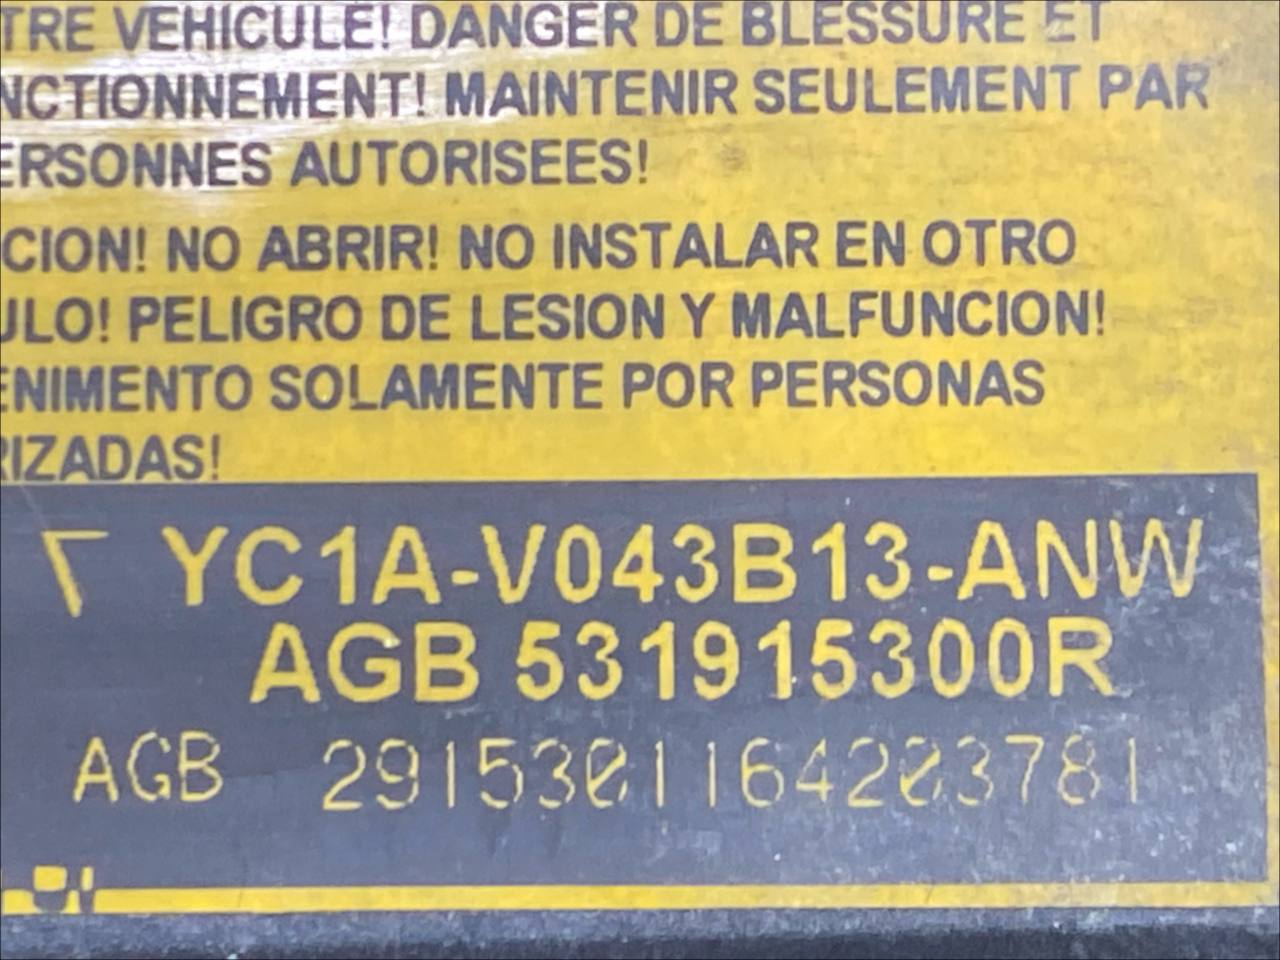 TRE VEHICULE! DANGER DE BLESSURE ET
NCTIONNEMENT! MAINTENIR SEULEMENT PAR
ERSONNES AUTORISEES!
CION! NO ABRIR! NO INSTALAR EN OTRO
ULO! PELIGRO DE LESION Y MALFUNCION!
ENIMENTO SOLAMENTE POR PERSONAS
RIZADAS!
YC1A-V043B13-ANW
AGB 531915300R
AGB 2915301164203781